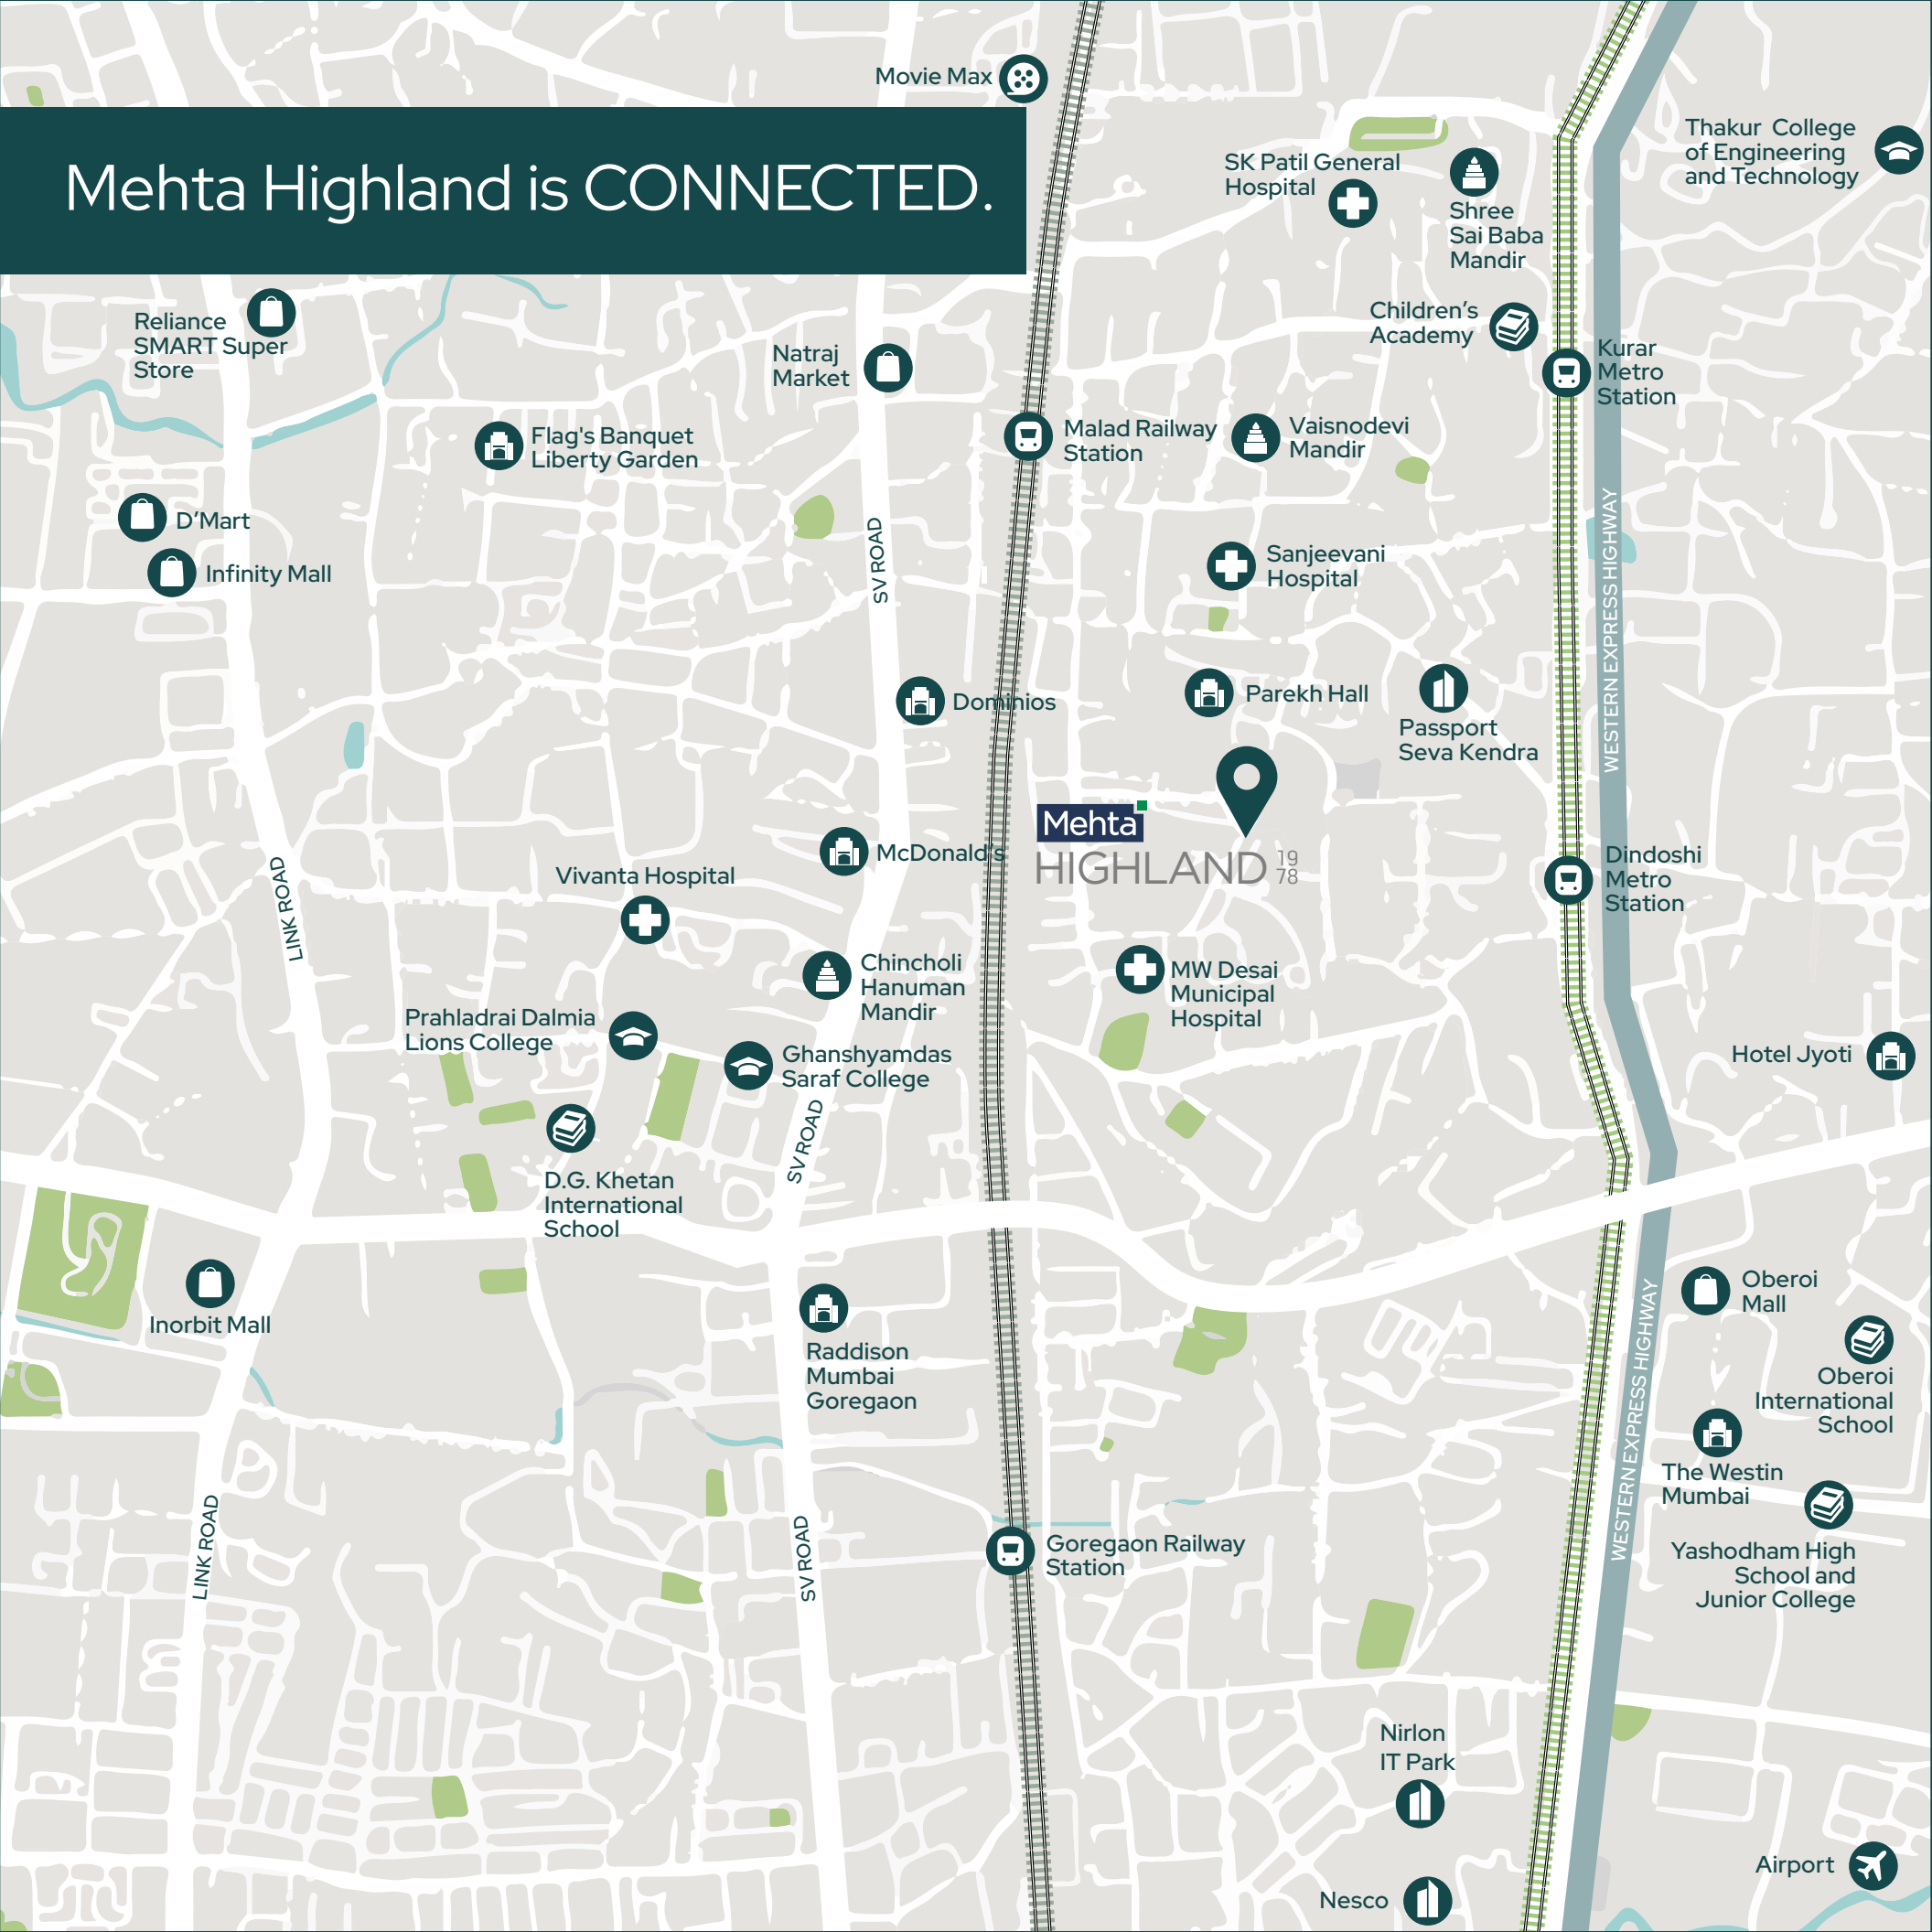 Movie Max
Mehta Highland is CONNECTED.
SK Patil General
Hospital
Shree
Sai Baba
Mandir
Thakur College
of Engineering
and Technology
Reliance
SMART Super
Store
Natraj
Market
Children's
Academy
Kurar
Metro
Station
Flag's Banquet
Liberty Garden
Malad Railway
Station
Vaisnodevi
Mandir
D'Mart
Infinity Mall
SV ROAD
Sanjeevani
Hospital
WESTERN EXPRESS HIGHWAY
Dominios
Parekh Hall
Passport
Seva Kendra
Mehta
HIGHLAND 19
78
McDonald's
Vivanta Hospital
LINK ROAD
Dindoshi
Metro
Station
Chincholi
Hanuman
Mandir
MW Desai
Municipal
Hospital
Prahladrai Dalmia
Lions College
Ghanshyamdas
Saraf College
Hotel Jyoti
SV ROAD
D.G. Khetan
International
School
Inorbit Mall
Raddison
Mumbai
Goregaon
Oberoi
Mall
Oberoi
International
School
WESTERN EXPRESS HIGHWAY
The Westin
Mumbai
LINK ROAD
SV ROAD
Goregaon Railway
Station
Yashodham High
School and
Junior College
Nirlon
IT Park
Airport
Nesco